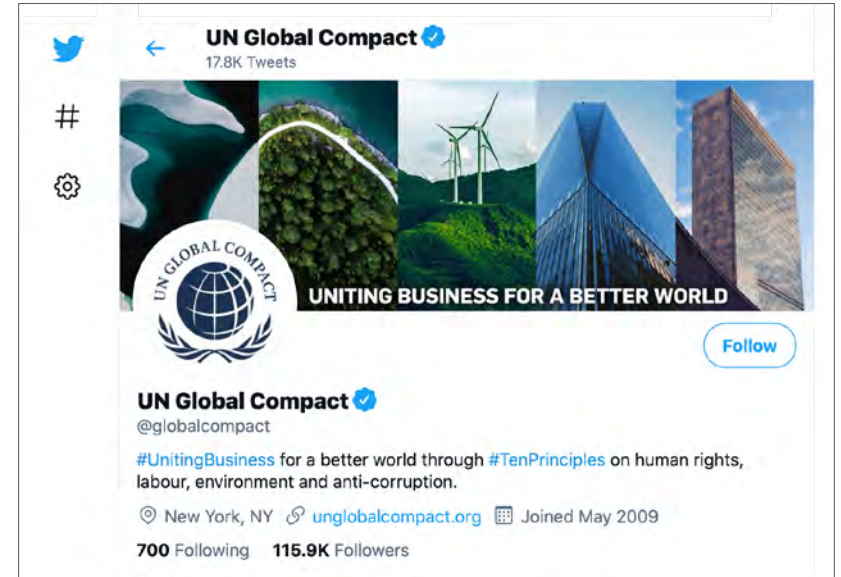 UN Global Compact
17.8K Tweets
UN GLOBAL COMPACT
UNITING BUSINESS FOR A BETTER WORLD
Follow
UN Global Compact
@globalcompact
#UnitingBusiness for a better world through #TenPrinciples on human rights,
labour, environment and anti-corruption.
New York, NY unglobalcompact.org Joined May 2009
700 Following 115.9K Followers